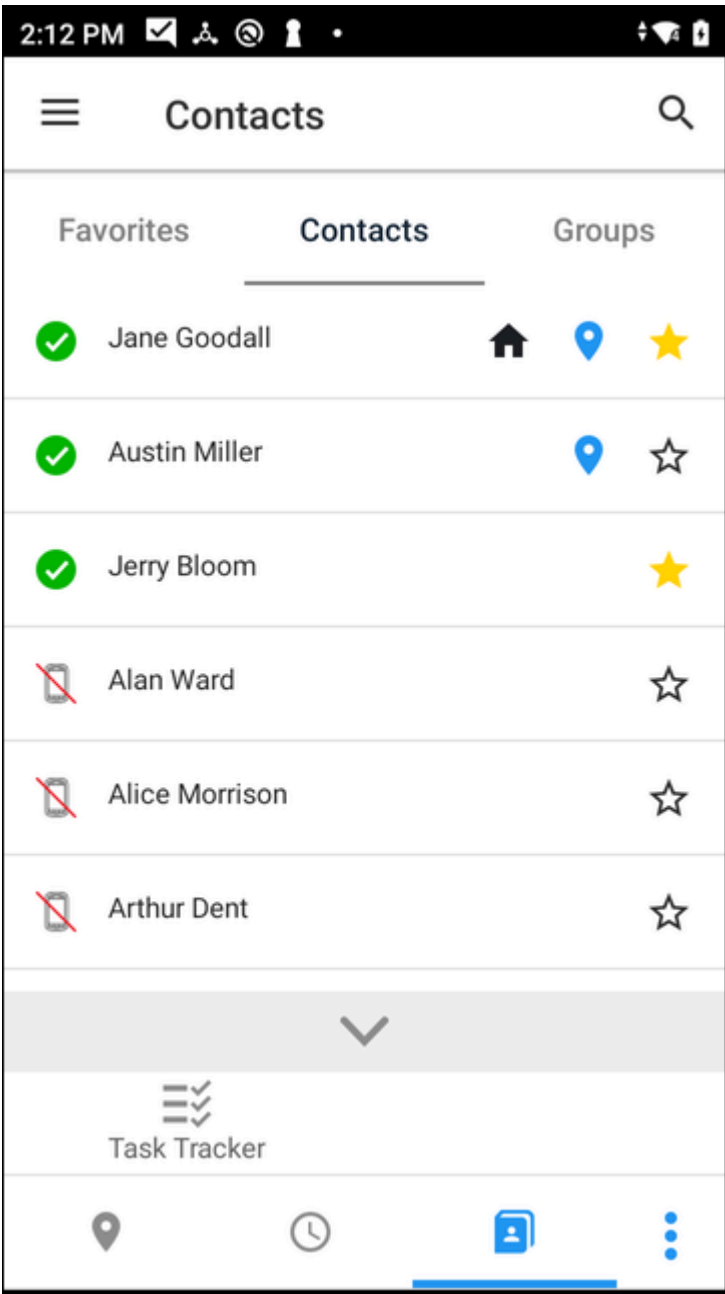 2:12 PM
Contacts
Favorites Contacts Groups
Jane Goodall
Austin Miller
Jerry Bloom
Alan Ward
Alice Morrison
Arthur Dent
Task Tracker